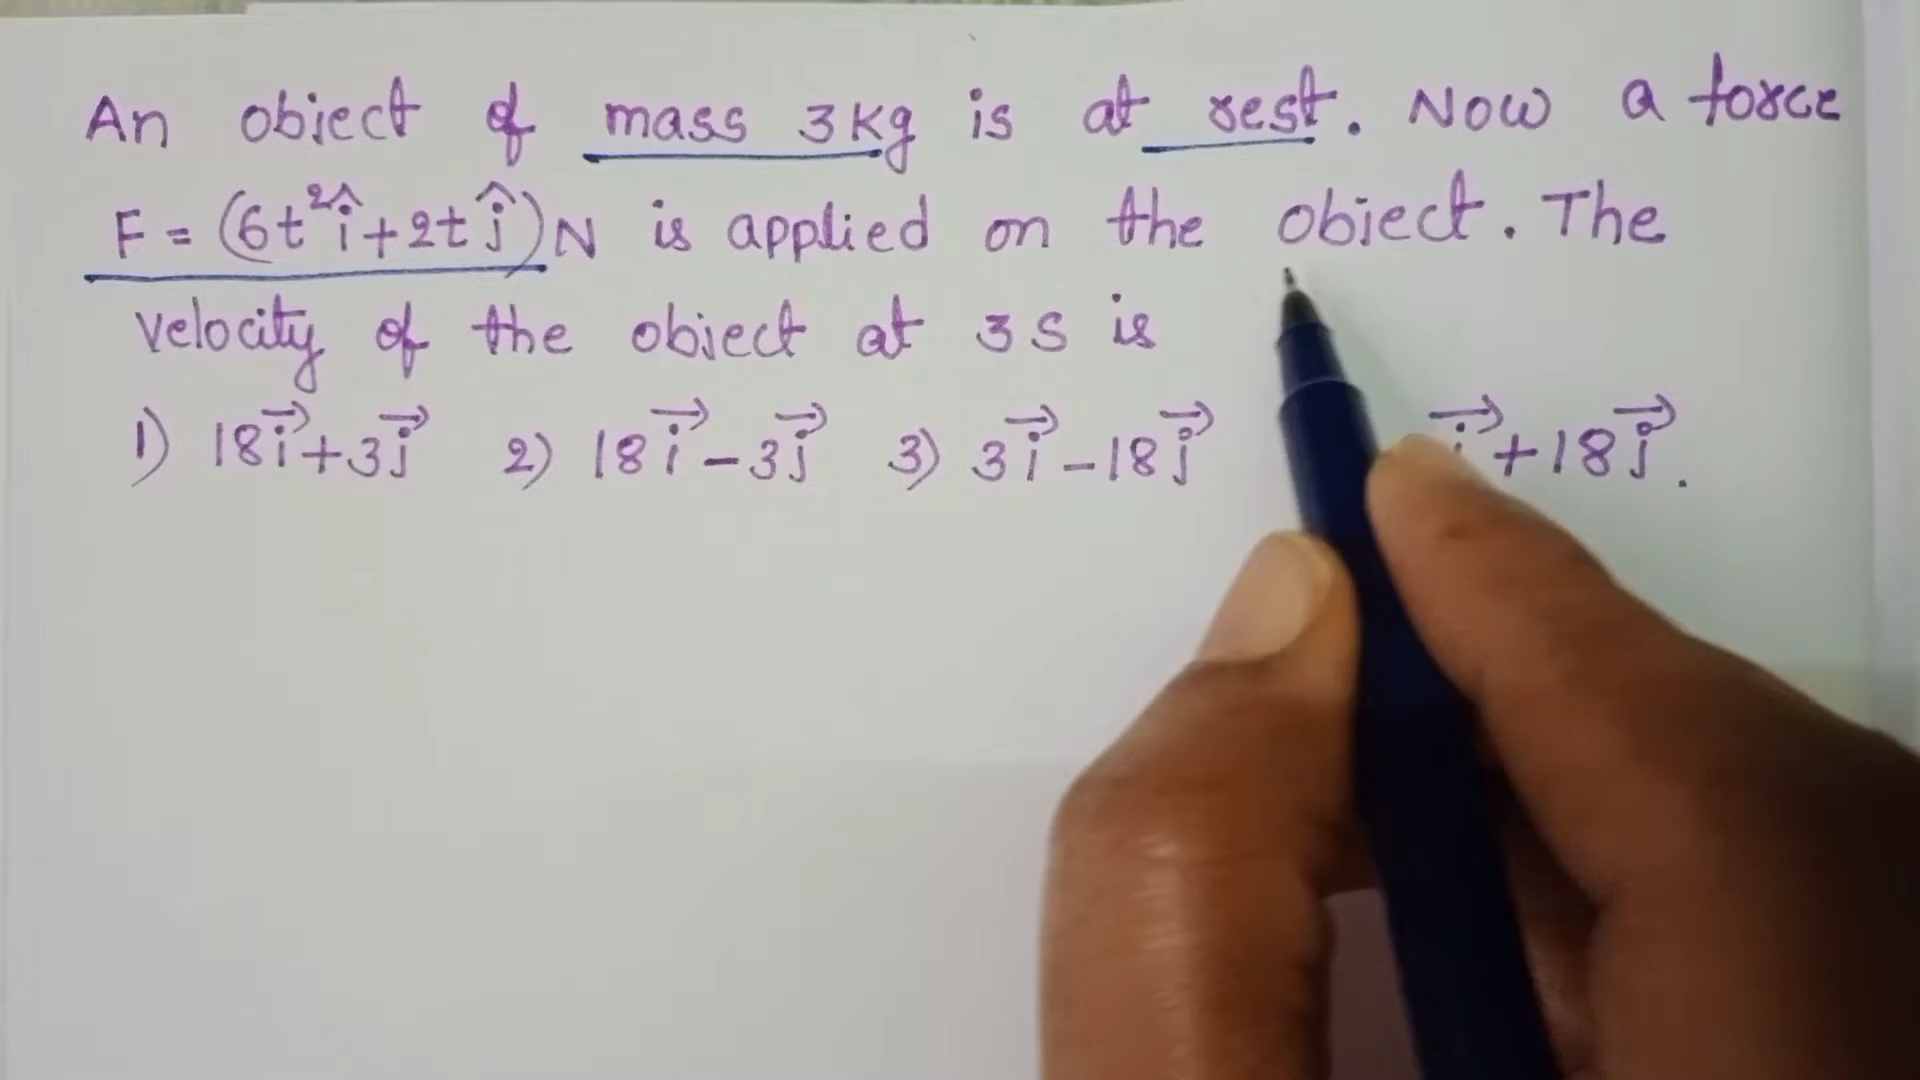 An object of mass 3kg is at rest. Now a force
F = (6t²î + 2t ĵ) N is applied on the object. The
velocity of the object at 3S is
1) 18i⃗ + 3j⃗ 2) 18i⃗ - 3j⃗ 3) 3i⃗ - 18j⃗ i⃗ + 18j⃗.